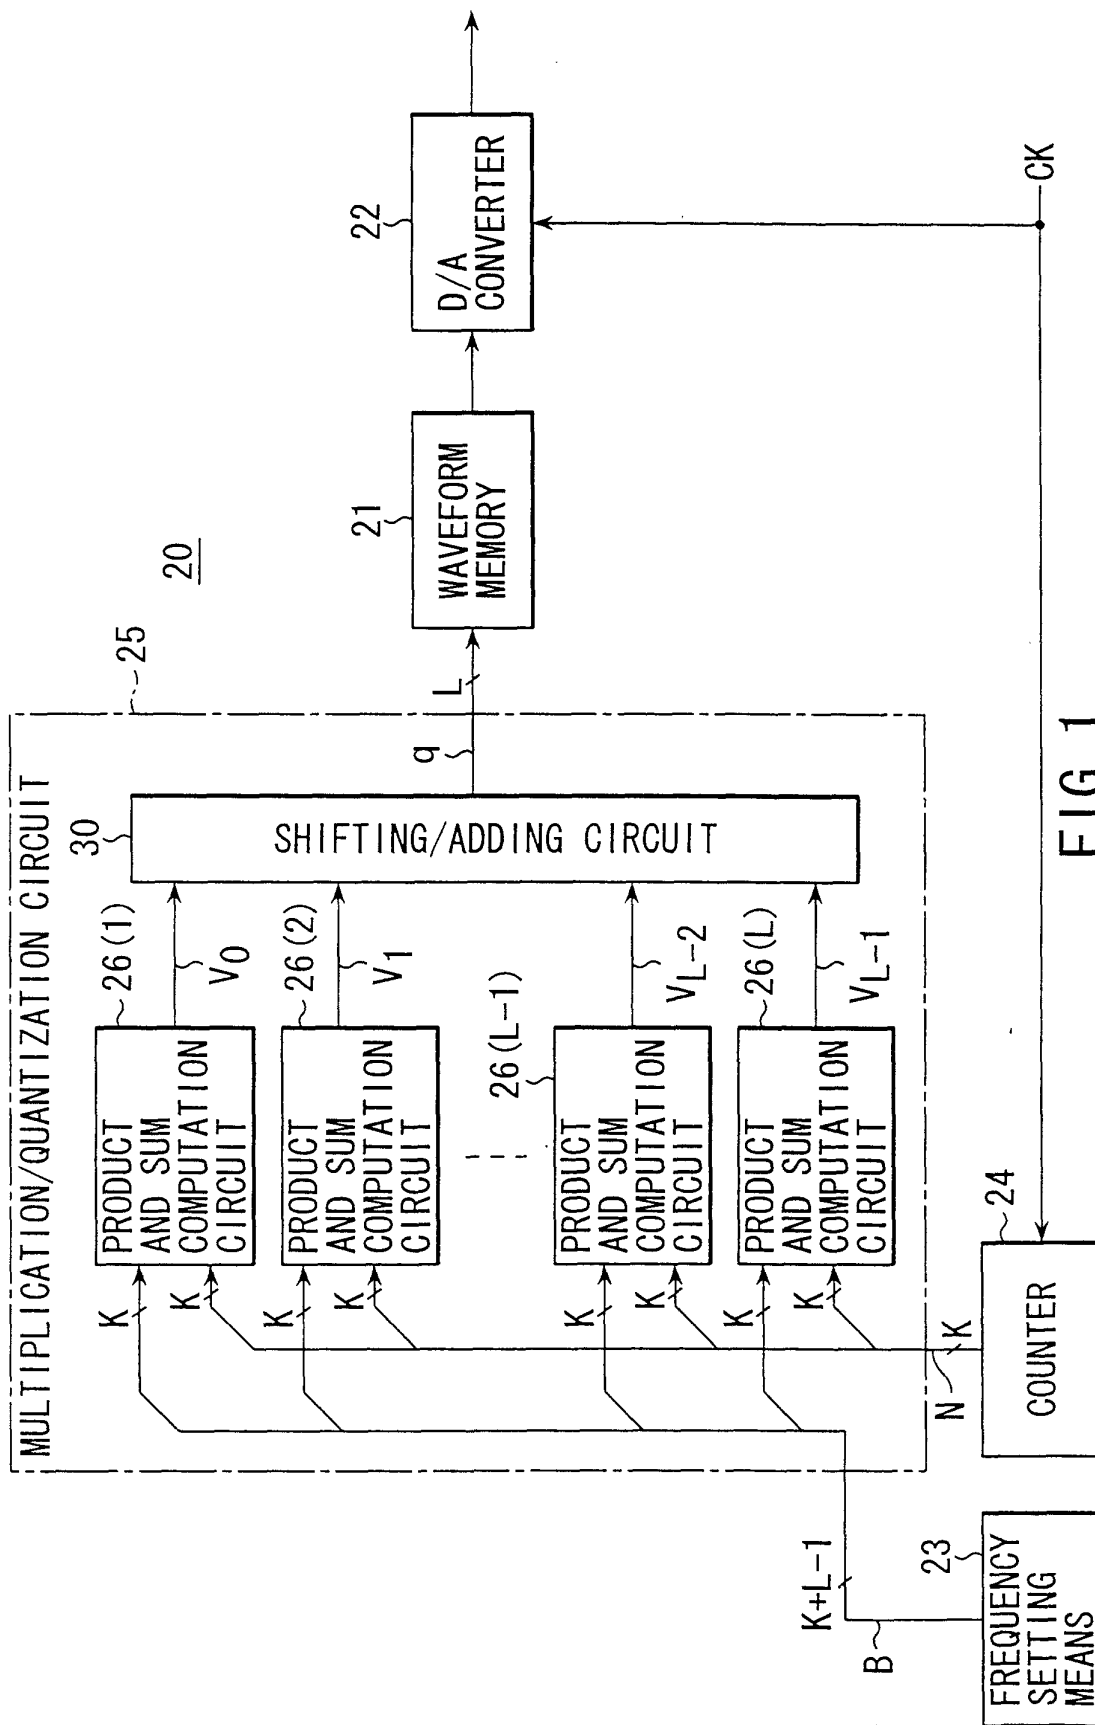 20
MULTIPLICATION/QUANTIZATION CIRCUIT
25
PRODUCT
AND SUM
COMPUTATION
CIRCUIT
26(1)
V0
K
K
PRODUCT
AND SUM
COMPUTATION
CIRCUIT
26(2)
V1
K
K
PRODUCT
AND SUM
COMPUTATION
CIRCUIT
26(L-1)
VL-2
K
K
PRODUCT
AND SUM
COMPUTATION
CIRCUIT
26(L)
VL-1
K
K
30
SHIFTING/ADDING CIRCUIT
q
L
21
WAVEFORM
MEMORY
22
D/A
CONVERTER
K+L-1
B
23
FREQUENCY
SETTING
MEANS
N
K
24
COUNTER
CK
FIG.1